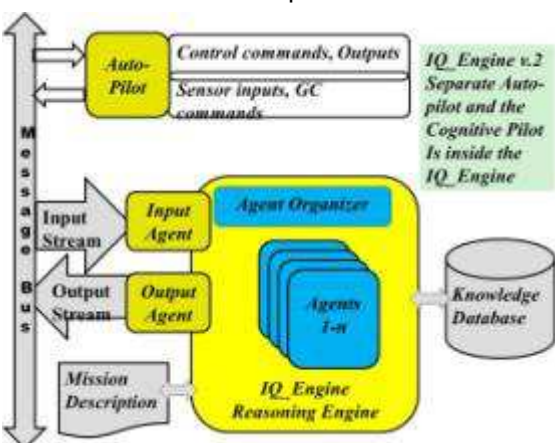 Auto-
Pilot
Control commands, Outputs
Sensor inputs, GC
commands
IQ_Engine v.2
Separate Auto-
pilot and the
Cognitive Pilot
Is inside the
IQ_Engine
Message Bus
Input
Stream
Input
Agent
Agent Organizer
Output
Stream
Output
Agent
Agents
1-n
Knowledge
Database
Mission
Description
IQ_Engine
Reasoning Engine